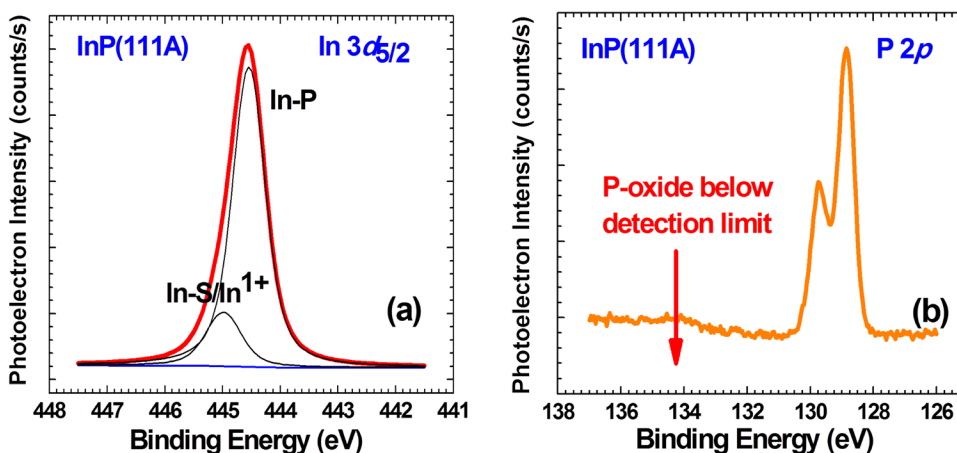 InP(111A)
In 3d5/2
In-P
In-S/In1+
(a)
Photoelectron Intensity (counts/s)
448 447 446 445 444 443 442 441
Binding Energy (eV)
InP(111A)
P 2p
P-oxide below
detection limit
(b)
Photoelectron Intensity (counts/s)
138 136 134 132 130 128 126
Binding Energy (eV)